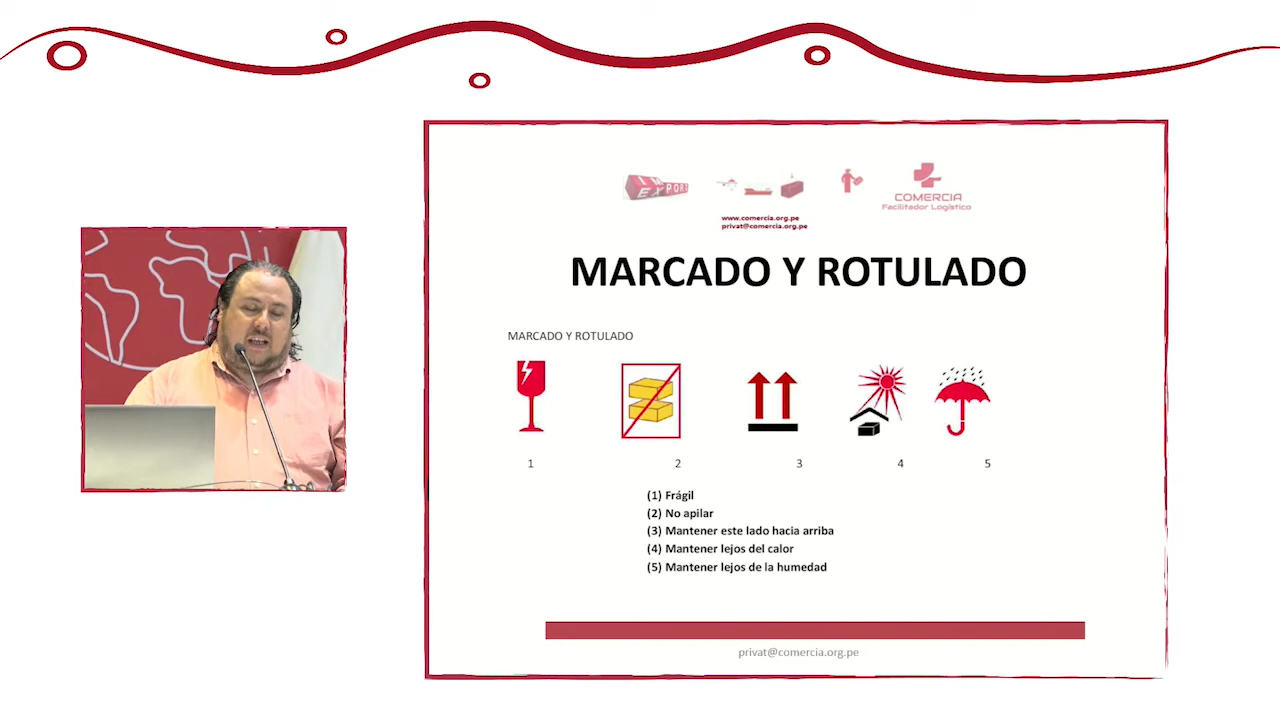 IM
EXPORT
COMERCIA
Facilitador Logístico
www.comercia.org.pe
privat@comercia.org.pe
MARCADO Y ROTULADO
MARCADO Y ROTULADO
1 2 3 4 5
(1) Frágil
(2) No apilar
(3) Mantener este lado hacia arriba
(4) Mantener lejos del calor
(5) Mantener lejos de la humedad
privat@comercia.org.pe